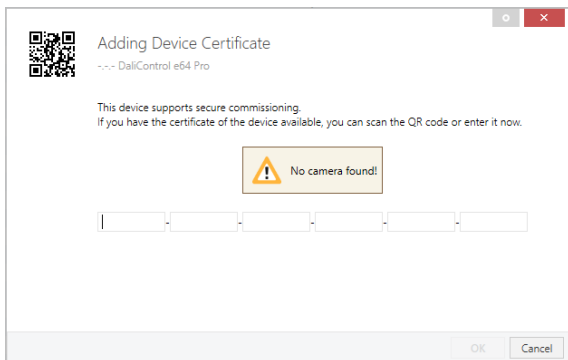 Adding Device Certificate
-.-.- DaliControl e64 Pro
This device supports secure commissioning.
If you have the certificate of the device available, you can scan the QR code or enter it now.
No camera found!
- - - - -
OK Cancel